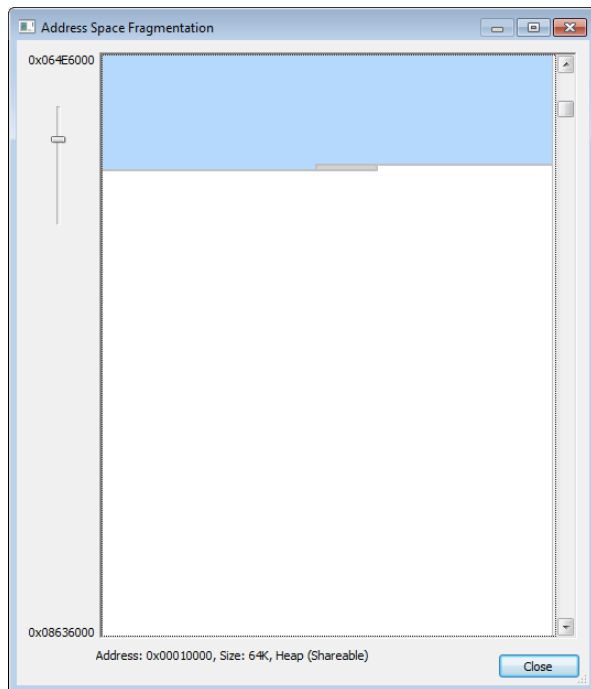 Address Space Fragmentation
0x064E6000
0x08636000
Address: 0x00010000, Size: 64K, Heap (Shareable)
Close